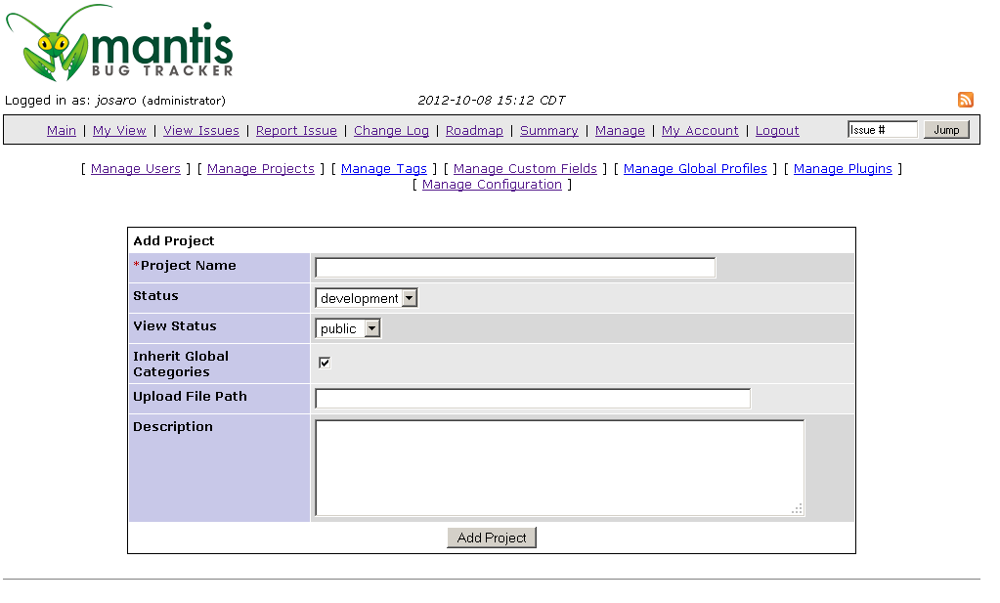 mantis
BUG TRACKER
Logged in as: josaro (administrator) 2012-10-08 15:12 CDT
Main | My View | View Issues | Report Issue | Change Log | Roadmap | Summary | Manage | My Account | Logout Issue # Jump
[ Manage Users ] [ Manage Projects ] [ Manage Tags ] [ Manage Custom Fields ] [ Manage Global Profiles ] [ Manage Plugins ]
[ Manage Configuration ]
Add Project
*Project Name
Status development
View Status public
Inherit Global
Categories
Upload File Path
Description
Add Project